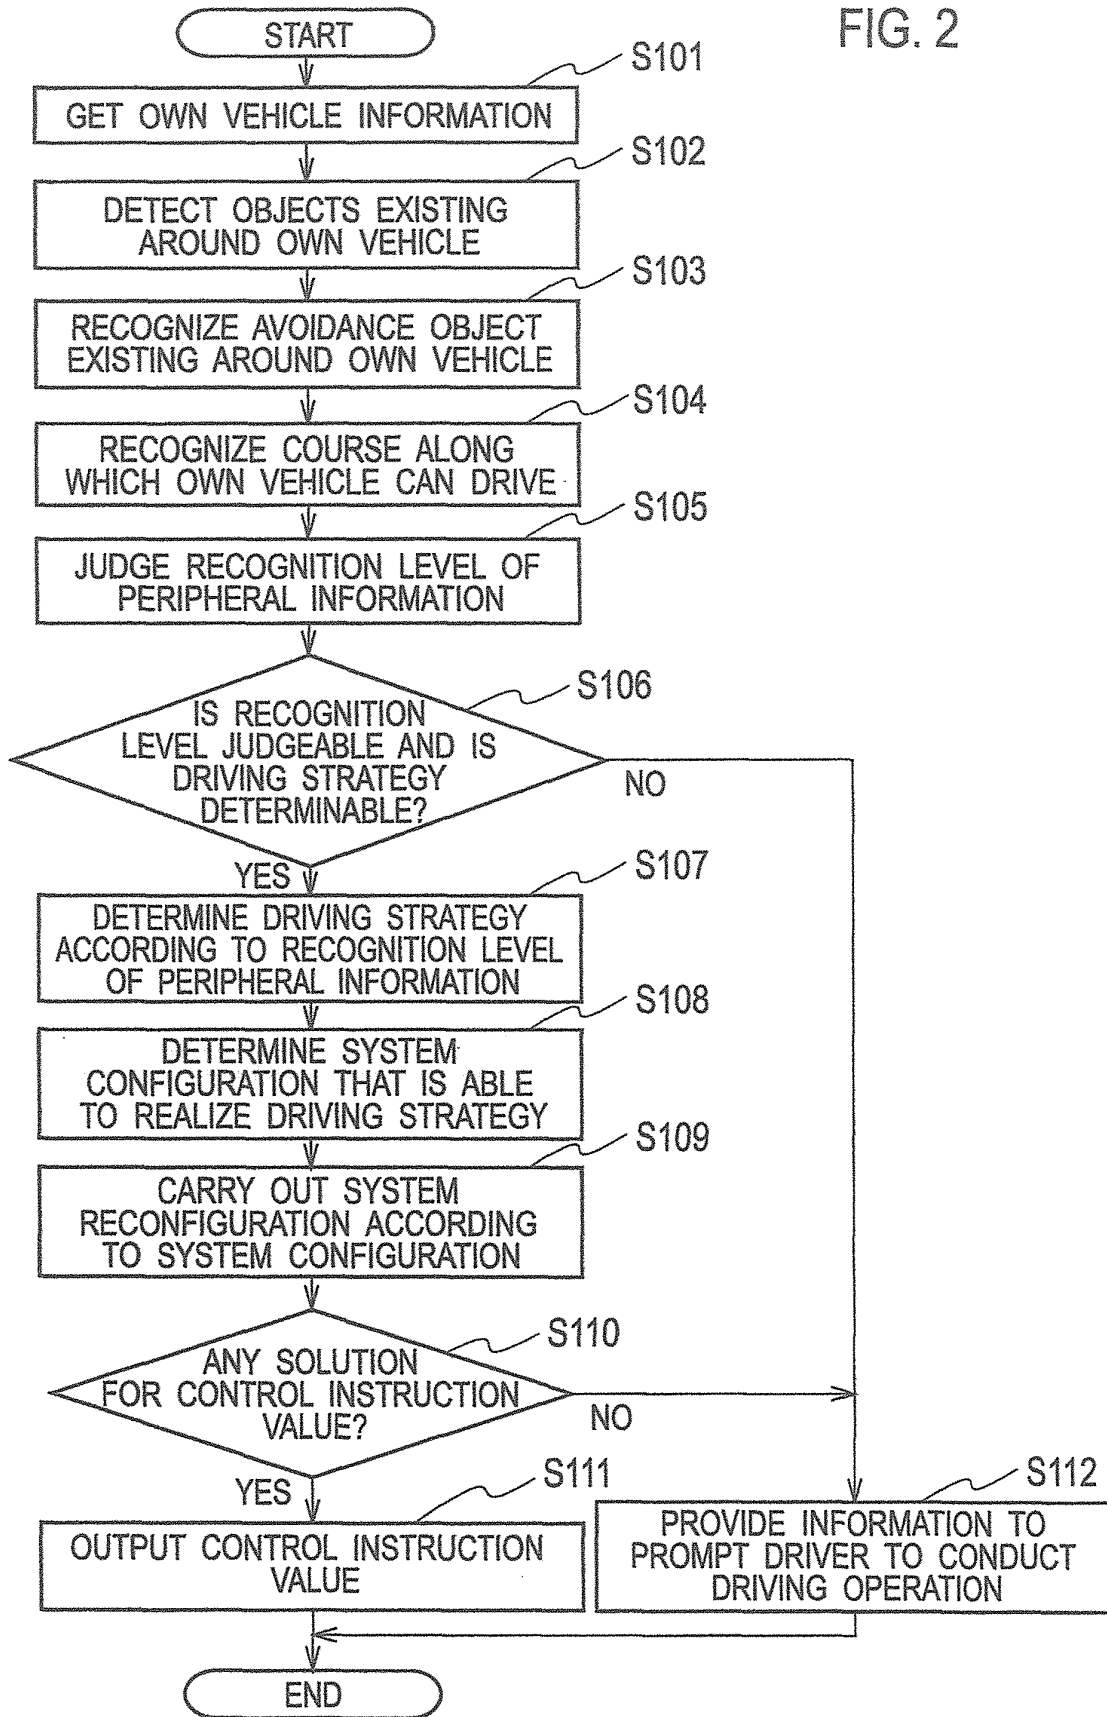 FIG. 2
START
S101
GET OWN VEHICLE INFORMATION
S102
DETECT OBJECTS EXISTING
AROUND OWN VEHICLE
S103
RECOGNIZE AVOIDANCE OBJECT
EXISTING AROUND OWN VEHICLE
S104
RECOGNIZE COURSE ALONG
WHICH OWN VEHICLE CAN DRIVE
S105
JUDGE RECOGNITION LEVEL OF
PERIPHERAL INFORMATION
S106
IS RECOGNITION
LEVEL JUDGEABLE AND IS
DRIVING STRATEGY
DETERMINABLE?
NO
YES
S107
DETERMINE DRIVING STRATEGY
ACCORDING TO RECOGNITION LEVEL
OF PERIPHERAL INFORMATION
S108
DETERMINE SYSTEM
CONFIGURATION THAT IS ABLE
TO REALIZE DRIVING STRATEGY
S109
CARRY OUT SYSTEM
RECONFIGURATION ACCORDING
TO SYSTEM CONFIGURATION
S110
ANY SOLUTION
FOR CONTROL INSTRUCTION
VALUE?
NO
YES
S111
OUTPUT CONTROL INSTRUCTION
VALUE
S112
PROVIDE INFORMATION TO
PROMPT DRIVER TO CONDUCT
DRIVING OPERATION
END